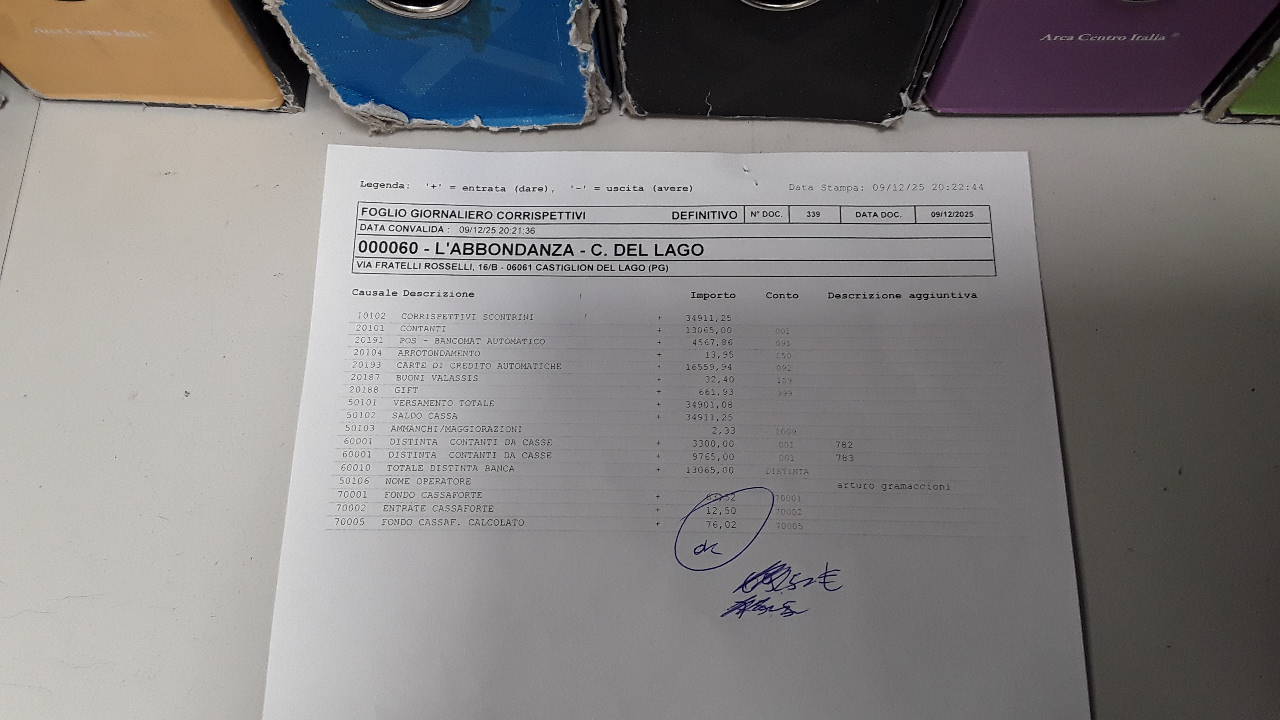 Arca Centro Italia
Arca Centro Italia
Legenda: '+' = entrata (dare), '-' = uscita (avere) Data Stampa: 09/12/25 20:22:44
FOGLIO GIORNALIERO CORRISPETTIVI DEFINITIVO N° DOC. 339 DATA DOC. 09/12/2025
DATA CONVALIDA : 09/12/25 20:21:36
000060 - L'ABBONDANZA - C. DEL LAGO
VIA FRATELLI ROSSELLI, 16/B - 06061 CASTIGLION DEL LAGO (PG)
Causale Descrizione Importo Conto Descrizione aggiuntiva
10102 CORRISPETTIVI SCONTRINI + 34911,25
20101 CONTANTI + 13065,00 001
20191 POS - BANCOMAT AUTOMATICO + 4567,86 091
20104 ARROTONDAMENTO + 13,95
20193 CARTE DI CREDITO AUTOMATICHE + 16559,94
20187 BUONI VALASSIS + 32,40
20188 GIFT + 661,93
50101 VERSAMENTO TOTALE + 34901,08
50102 SALDO CASSA + 34911,25
50103 AMMANCHI/MAGGIORAZIONI 2,33
60001 DISTINTA CONTANTI DA CASSE + 3300,00 001 782
60001 DISTINTA CONTANTI DA CASSE + 9765,00 001 783
60010 TOTALE DISTINTA BANCA + 13065,00 DISTINTA
50106 NOME OPERATORE arturo gramaccioni
70001 FONDO CASSAFORTE + 70001
70002 ENTRATE CASSAFORTE + 12,50 70002
70005 FONDO CASSAF. CALCOLATO + 76,02 70005
ok